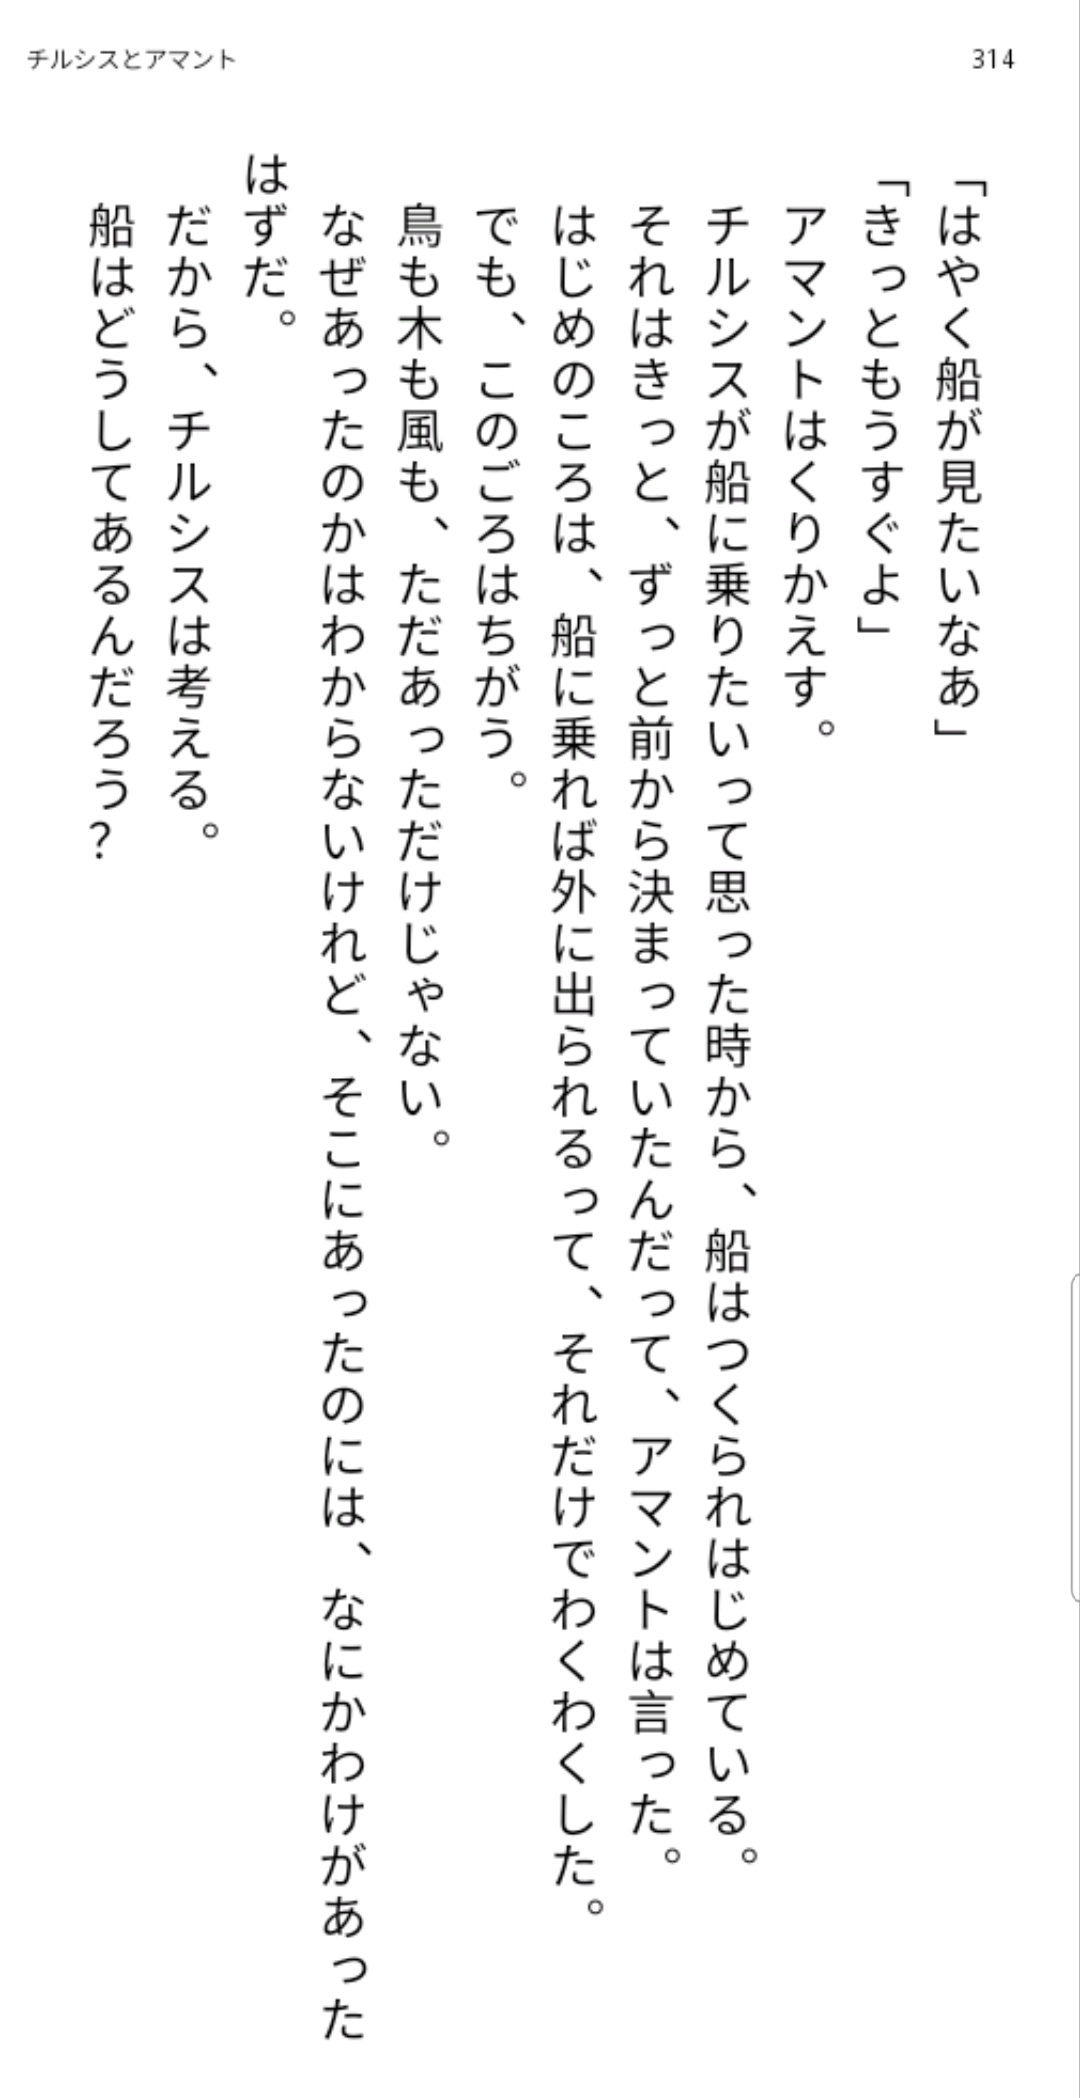 チルシスとアマント
314
「はやく船が見たいなあ」
「きっともうすぐよ」
アマントはくりかえす。
チルシスが船に乗りたいって思った時から、船はつくられはじめている。
それはきっと、ずっと前から決まっていたんだって、アマントは言った。
はじめのころは、船に乗れば外に出られるって、それだけでわくわくした。
でも、このごろはちがう。
鳥も木も風も、ただあっただけじゃない。
なぜあったのかはわからないけれど、そこにあったのには、なにかわけがあった
はずだ。
だから、チルシスは考える。
船はどうしてあるんだろう？